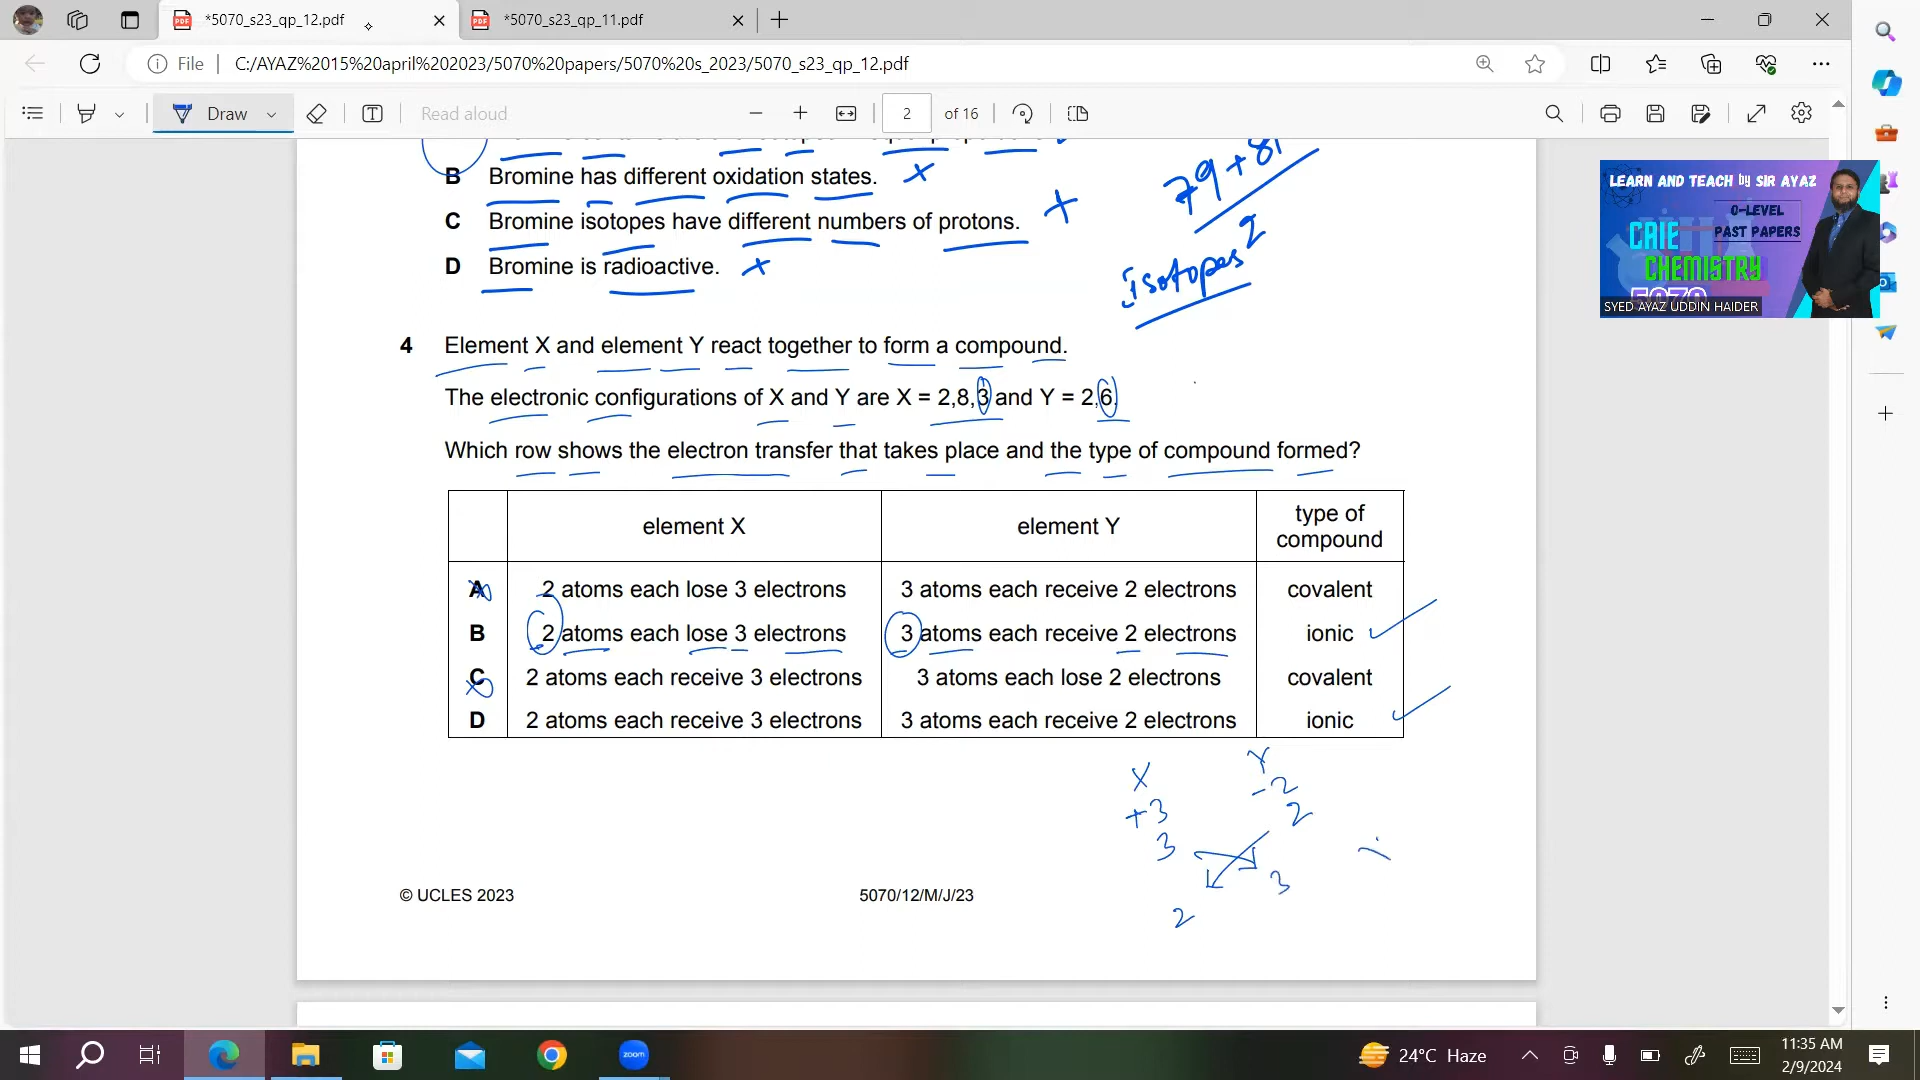 *5070_s23_qp_12.pdf
*5070_s23_qp_11.pdf
File
C:/AYAZ%2015%20april%202023/5070%20papers/5070%20s_2023/5070_s23_qp_12.pdf
Draw
Read aloud
2 of 16
B Bromine has different oxidation states. x
C Bromine isotopes have different numbers of protons. x
D Bromine is radioactive. x
79 + 81
2
isotopes
LEARN AND TEACH by SIR AYAZ
O-LEVEL
PAST PAPERS
CAIE
CHEMISTRY
5070
SYED AYAZ UDDIN HAIDER
4 Element X and element Y react together to form a compound.
The electronic configurations of X and Y are X = 2,8,3 and Y = 2,6.
Which row shows the electron transfer that takes place and the type of compound formed?
element X element Y type of
compound
A 2 atoms each lose 3 electrons 3 atoms each receive 2 electrons covalent
B 2 atoms each lose 3 electrons 3 atoms each receive 2 electrons ionic
C 2 atoms each receive 3 electrons 3 atoms each lose 2 electrons covalent
D 2 atoms each receive 3 electrons 3 atoms each receive 2 electrons ionic
X Y
+3 -2
3 2
2 3
© UCLES 2023 5070/12/M/J/23
zoom
24°C Haze
11:35 AM
2/9/2024